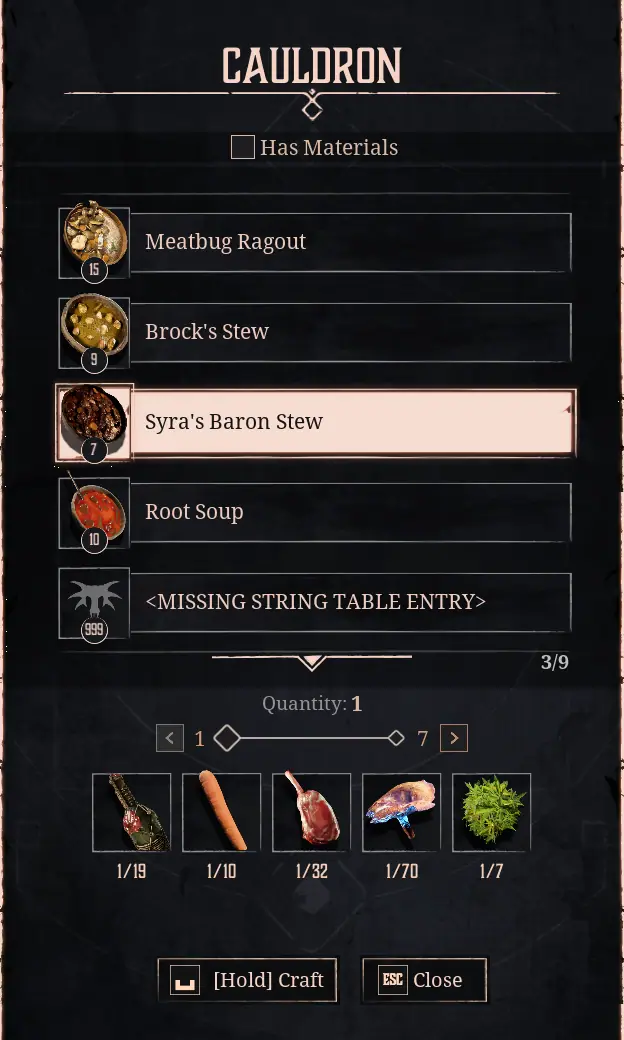 CAULDRON
Has Materials
Meatbug Ragout
15
Brock's Stew
9
Syra's Baron Stew
7
Root Soup
10
<MISSING STRING TABLE ENTRY>
999
3/9
Quantity: 1
1 7
1/19 1/10 1/32 1/70 1/7
[Hold] Craft ESC Close